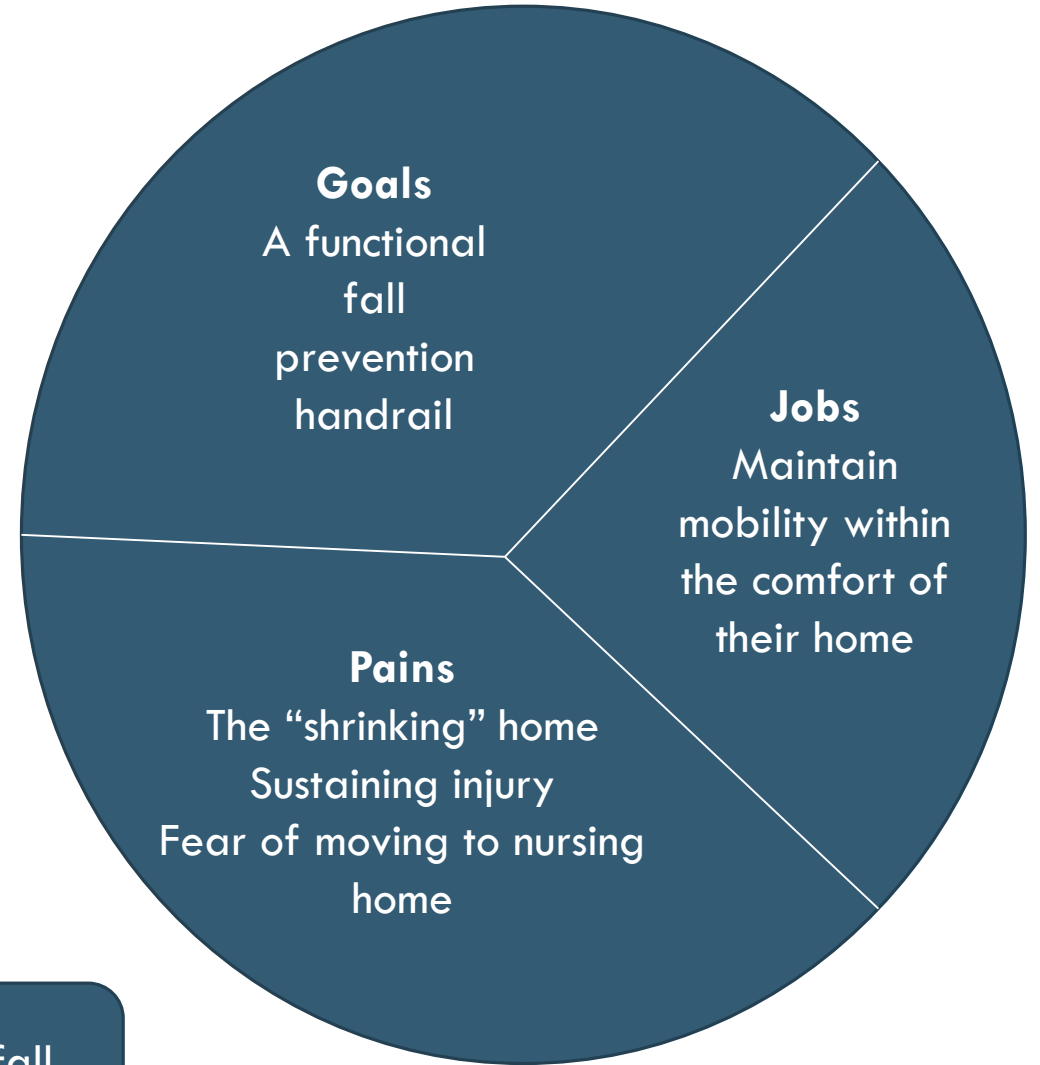 Goals
A functional
fall
prevention
handrail
Jobs
Maintain
mobility within
the comfort of
their home
Pains
The “shrinking” home
Sustaining injury
Fear of moving to nursing
home
fall